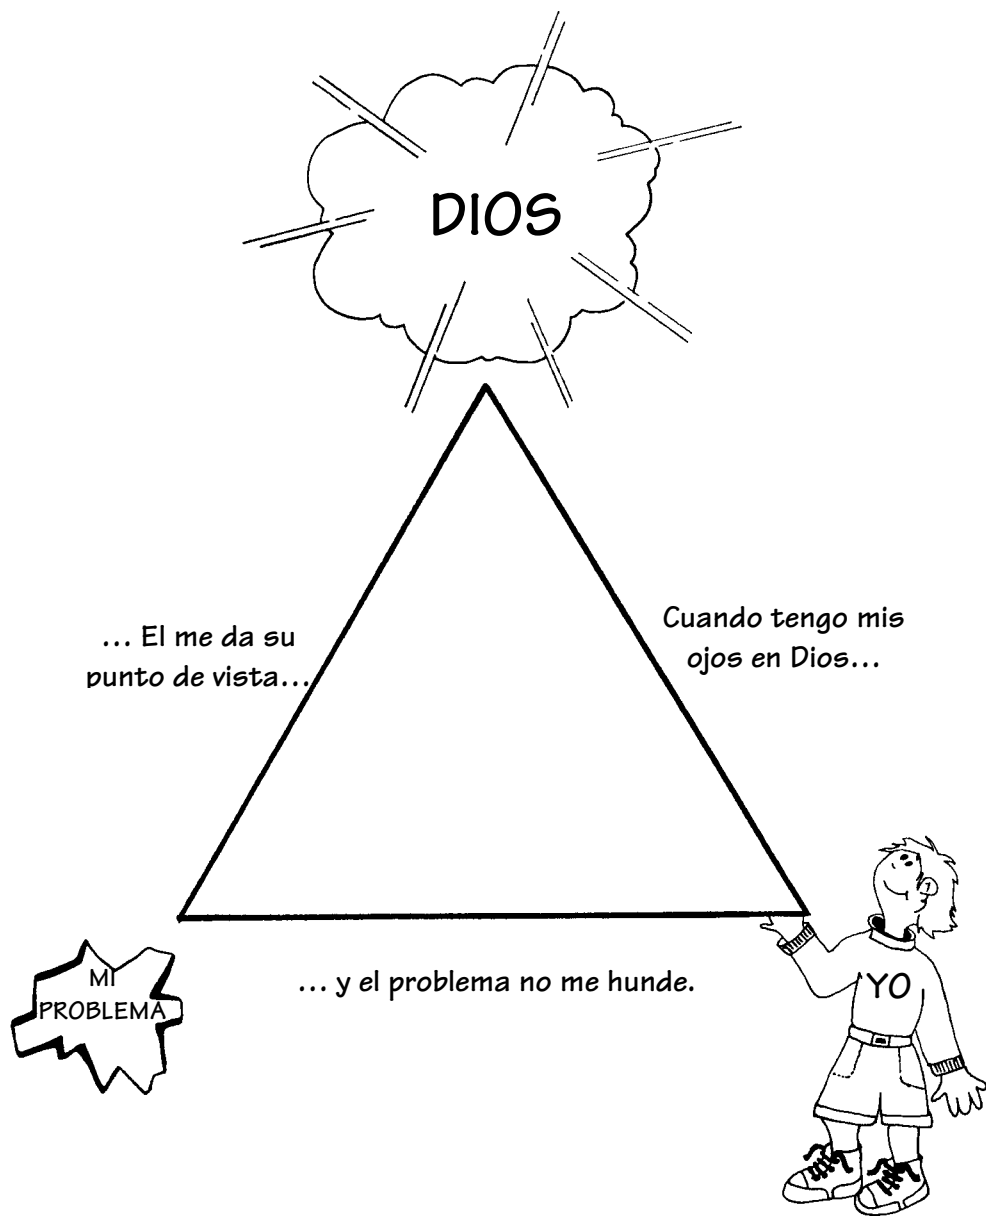 DIOS
Cuando tengo mis
ojos en Dios...
... El me da su
punto de vista...
... y el problema no me hunde.
MI
PROBLEMA
YO